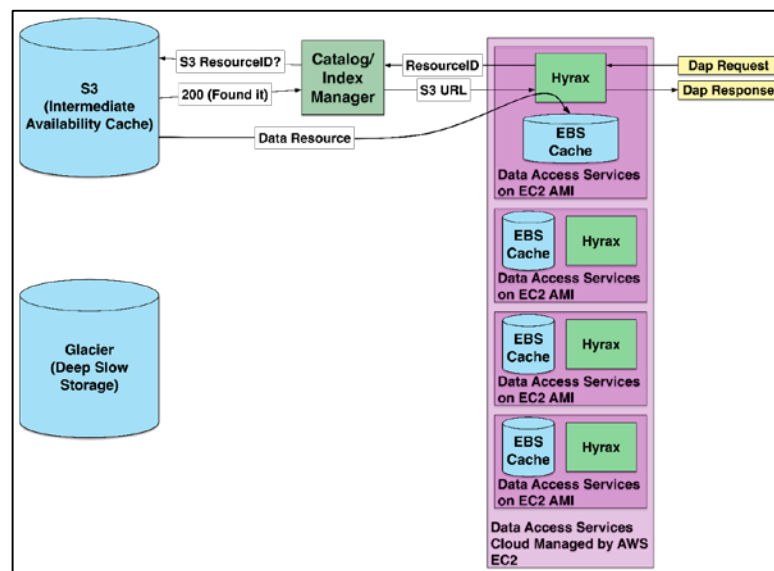 S3
(Intermediate
Availability Cache)
S3 ResourceID?
200 (Found it)
Data Resource
Catalog/
Index
Manager
ResourceID
S3 URL
Hyrax
Dap Request
Dap Response
EBS
Cache
Data Access Services
on EC2 AMI
EBS
Cache
Hyrax
Data Access Services
on EC2 AMI
Glacier
(Deep Slow
Storage)
EBS
Cache
Hyrax
Data Access Services
on EC2 AMI
EBS
Cache
Hyrax
Data Access Services
on EC2 AMI
Data Access Services
Cloud Managed by AWS
EC2